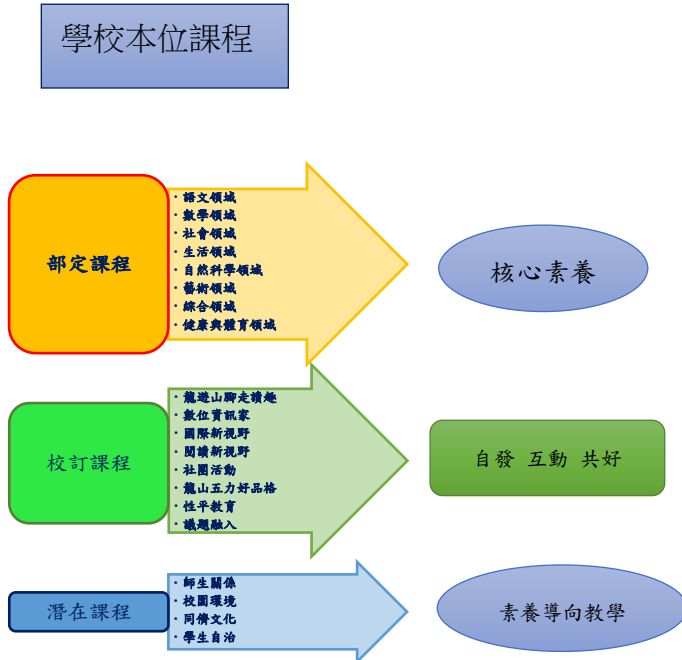 學校本位課程
部定課程
· 語文領域
· 數學領域
· 社會領域
· 生活領域
· 自然科學領域
· 藝術領域
· 綜合領域
· 健康與體育領域
核心素養
校訂課程
· 龍遊山腳走讀趣
· 數位資訊家
· 國際新視野
· 閱讀新視野
· 社團活動
· 龍山五力好品格
· 性平教育
· 議題融入
自發 互動 共好
潛在課程
· 師生關係
· 校園環境
· 同儕文化
· 學生自治
素養導向教學